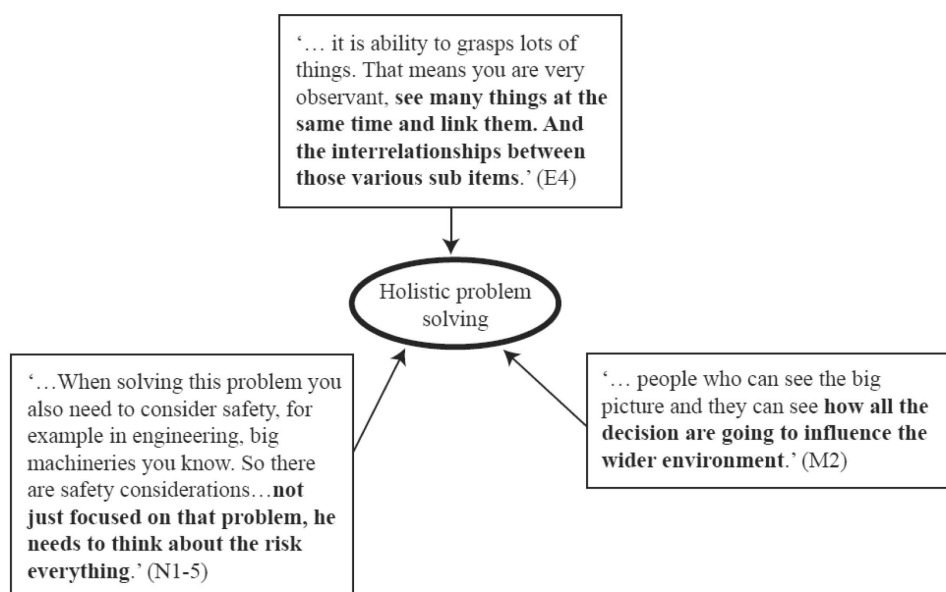 ‘… it is ability to grasps lots of
things. That means you are very
observant, see many things at the
same time and link them. And
the interrelationships between
those various sub items.’ (E4)
Holistic problem
solving
‘…When solving this problem you
also need to consider safety, for
example in engineering, big
machineries you know. So there
are safety considerations…not
just focused on that problem, he
needs to think about the risk
everything.’ (N1-5)
‘… people who can see the big
picture and they can see how all the
decision are going to influence the
wider environment.’ (M2)